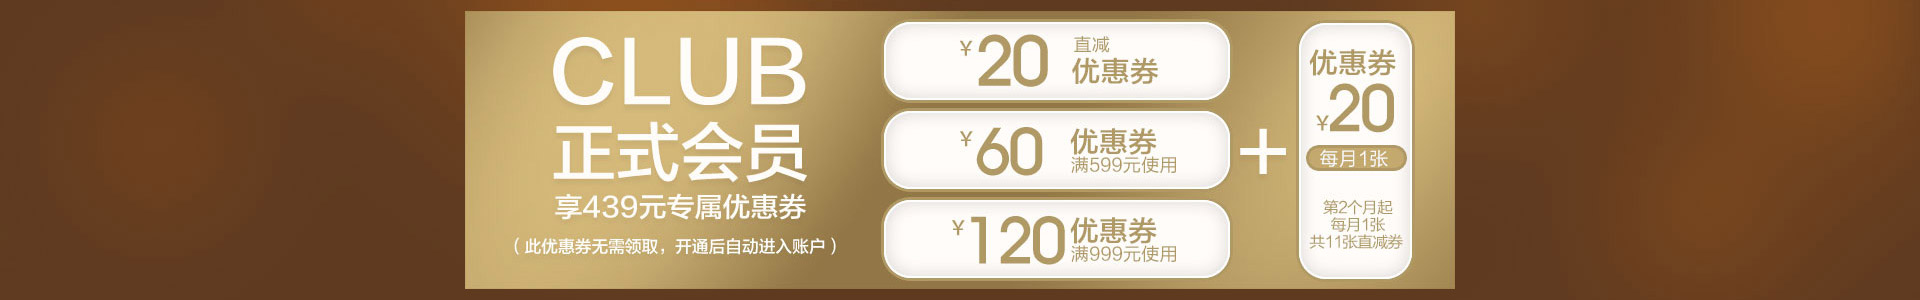 CLUB
正式会员
享439元专属优惠券
（此优惠券无需领取，开通后自动进入账户）
¥20 直减
优惠券
¥60 优惠券
满599元使用
¥120 优惠券
满999元使用
+
优惠券
¥20
每月1张
第2个月起
每月1张
共11张直减券